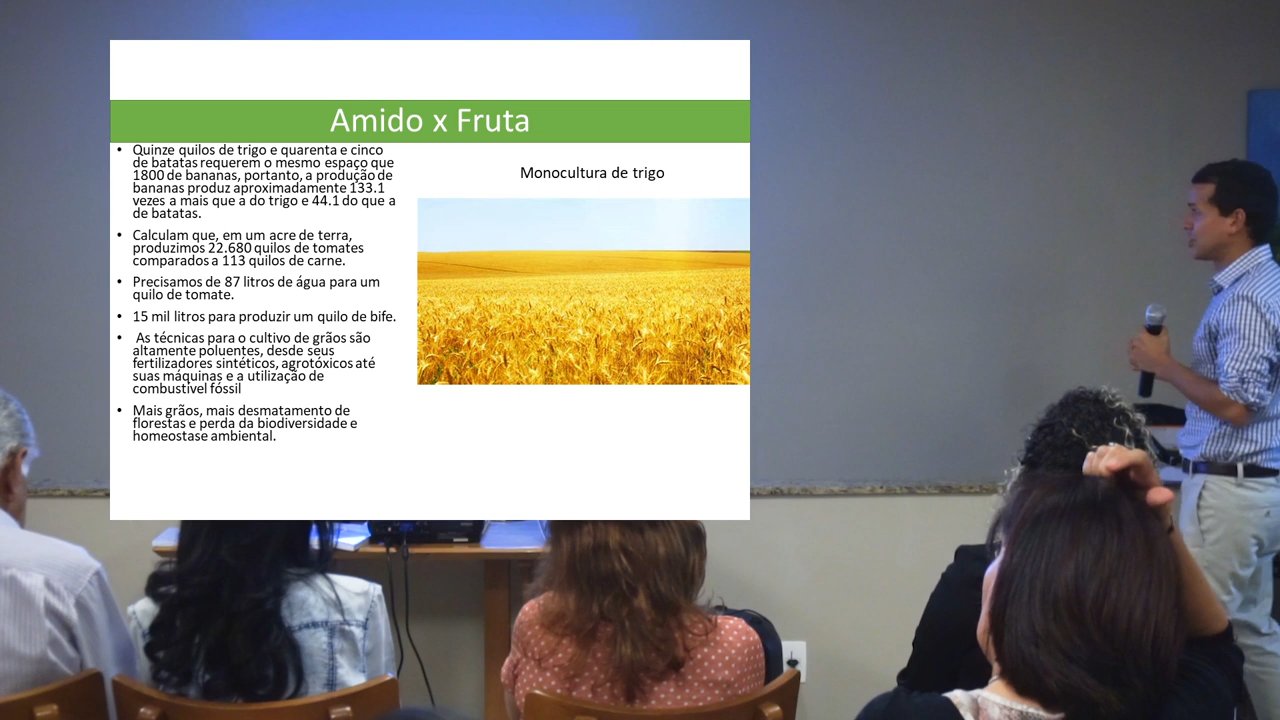 Amido x Fruta
• Quinze quilos de trigo e quarenta e cinco
de batatas requerem o mesmo espaço que
1800 de bananas, portanto, a produção de
bananas produz aproximadamente 133.1
vezes a mais que a do trigo e 44.1 do que a
de batatas.
• Calculam que, em um acre de terra,
produzimos 22.680 quilos de tomates
comparados a 113 quilos de carne.
• Precisamos de 87 litros de água para um
quilo de tomate.
• 15 mil litros para produzir um quilo de bife.
• As técnicas para o cultivo de grãos são
altamente poluentes, desde seus
fertilizadores sintéticos, agrotóxicos até
suas máquinas e a utilização de
combustível fóssil
• Mais grãos, mais desmatamento de
florestas e perda da biodiversidade e
homeostase ambiental.
Monocultura de trigo